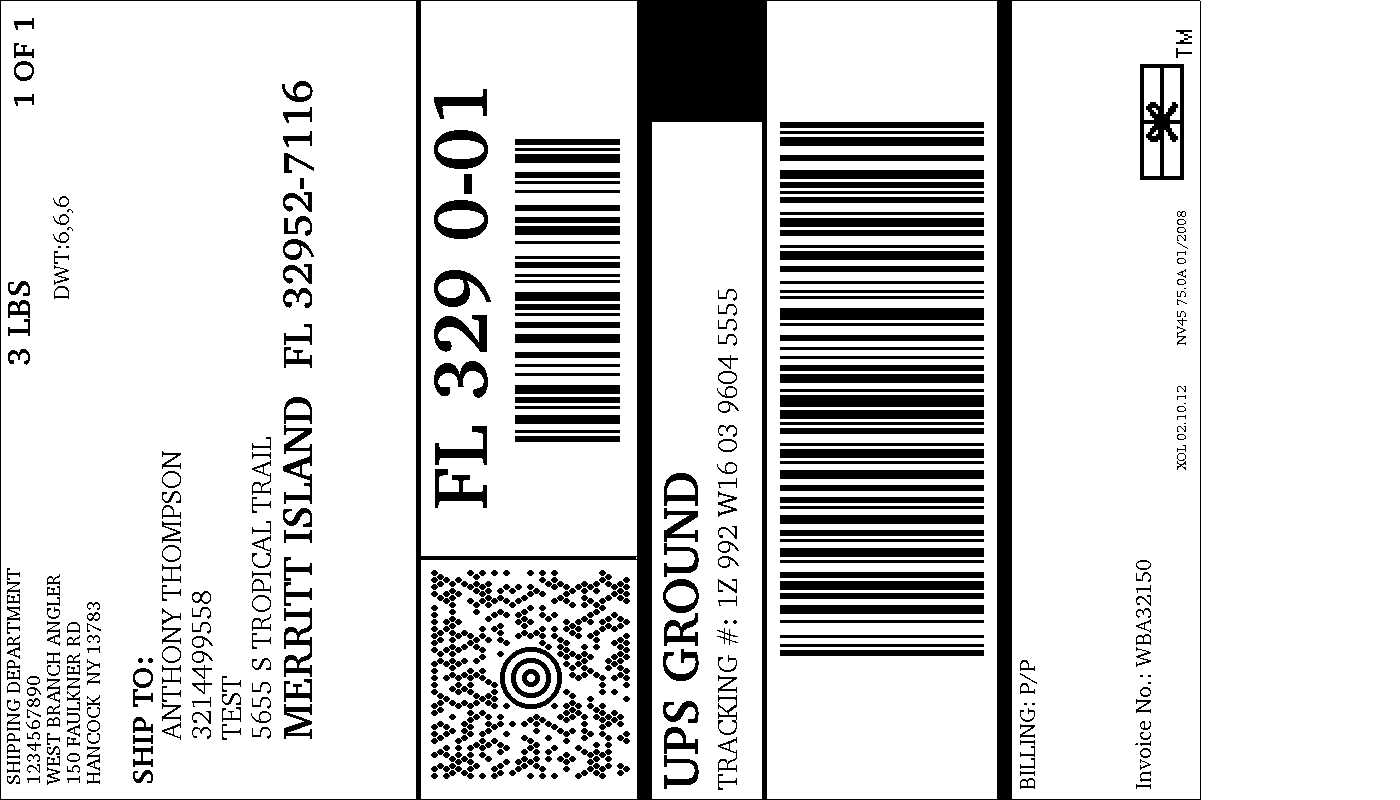 SHIPPING DEPARTMENT
1234567890
WEST BRANCH ANGLER
150 FAULKNER RD
HANCOCK NY 13783
3 LBS
1 OF 1
DWT:6,6,6
SHIP TO:
ANTHONY THOMPSON
3214499558
TEST
5655 S TROPICAL TRAIL
MERRITT ISLAND FL 32952-7116
FL 329 0-01
UPS GROUND
TRACKING #: 1Z 992 W16 03 9604 5555
BILLING: P/P
Invoice No.: WBA32150
XOL 02.10.12 NV45 75.0A 01/2008
TM